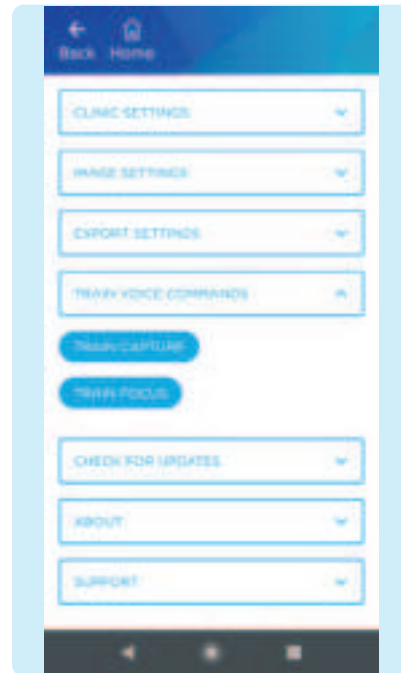 Back Home
CLINIC SETTINGS
IMAGE SETTINGS
EXPORT SETTINGS
TRAIN VOICE COMMANDS
TRAIN CAPTURE
TRAIN FOCUS
CHECK FOR UPDATES
ABOUT
SUPPORT